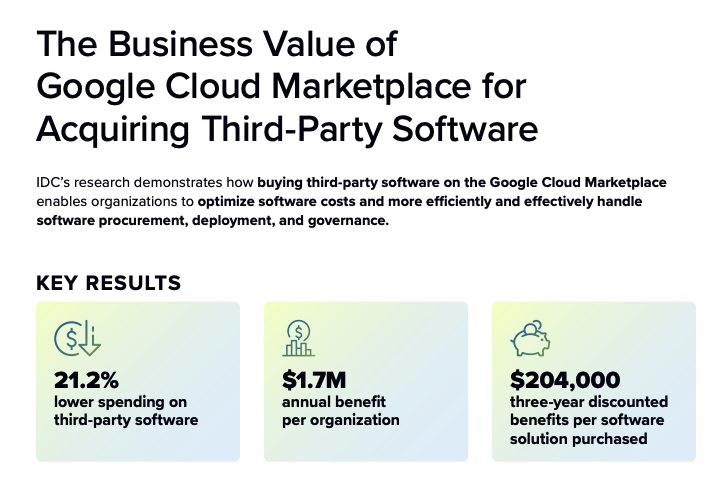 The Business Value of
Google Cloud Marketplace for
Acquiring Third-Party Software
IDC's research demonstrates how buying third-party software on the Google Cloud Marketplace
enables organizations to optimize software costs and more efficiently and effectively handle
software procurement, deployment, and governance.
KEY RESULTS
$
21.2%
lower spending on
third-party software
$
$1.7M
annual benefit
per organization
$204,000
three-year discounted
benefits per software
solution purchased